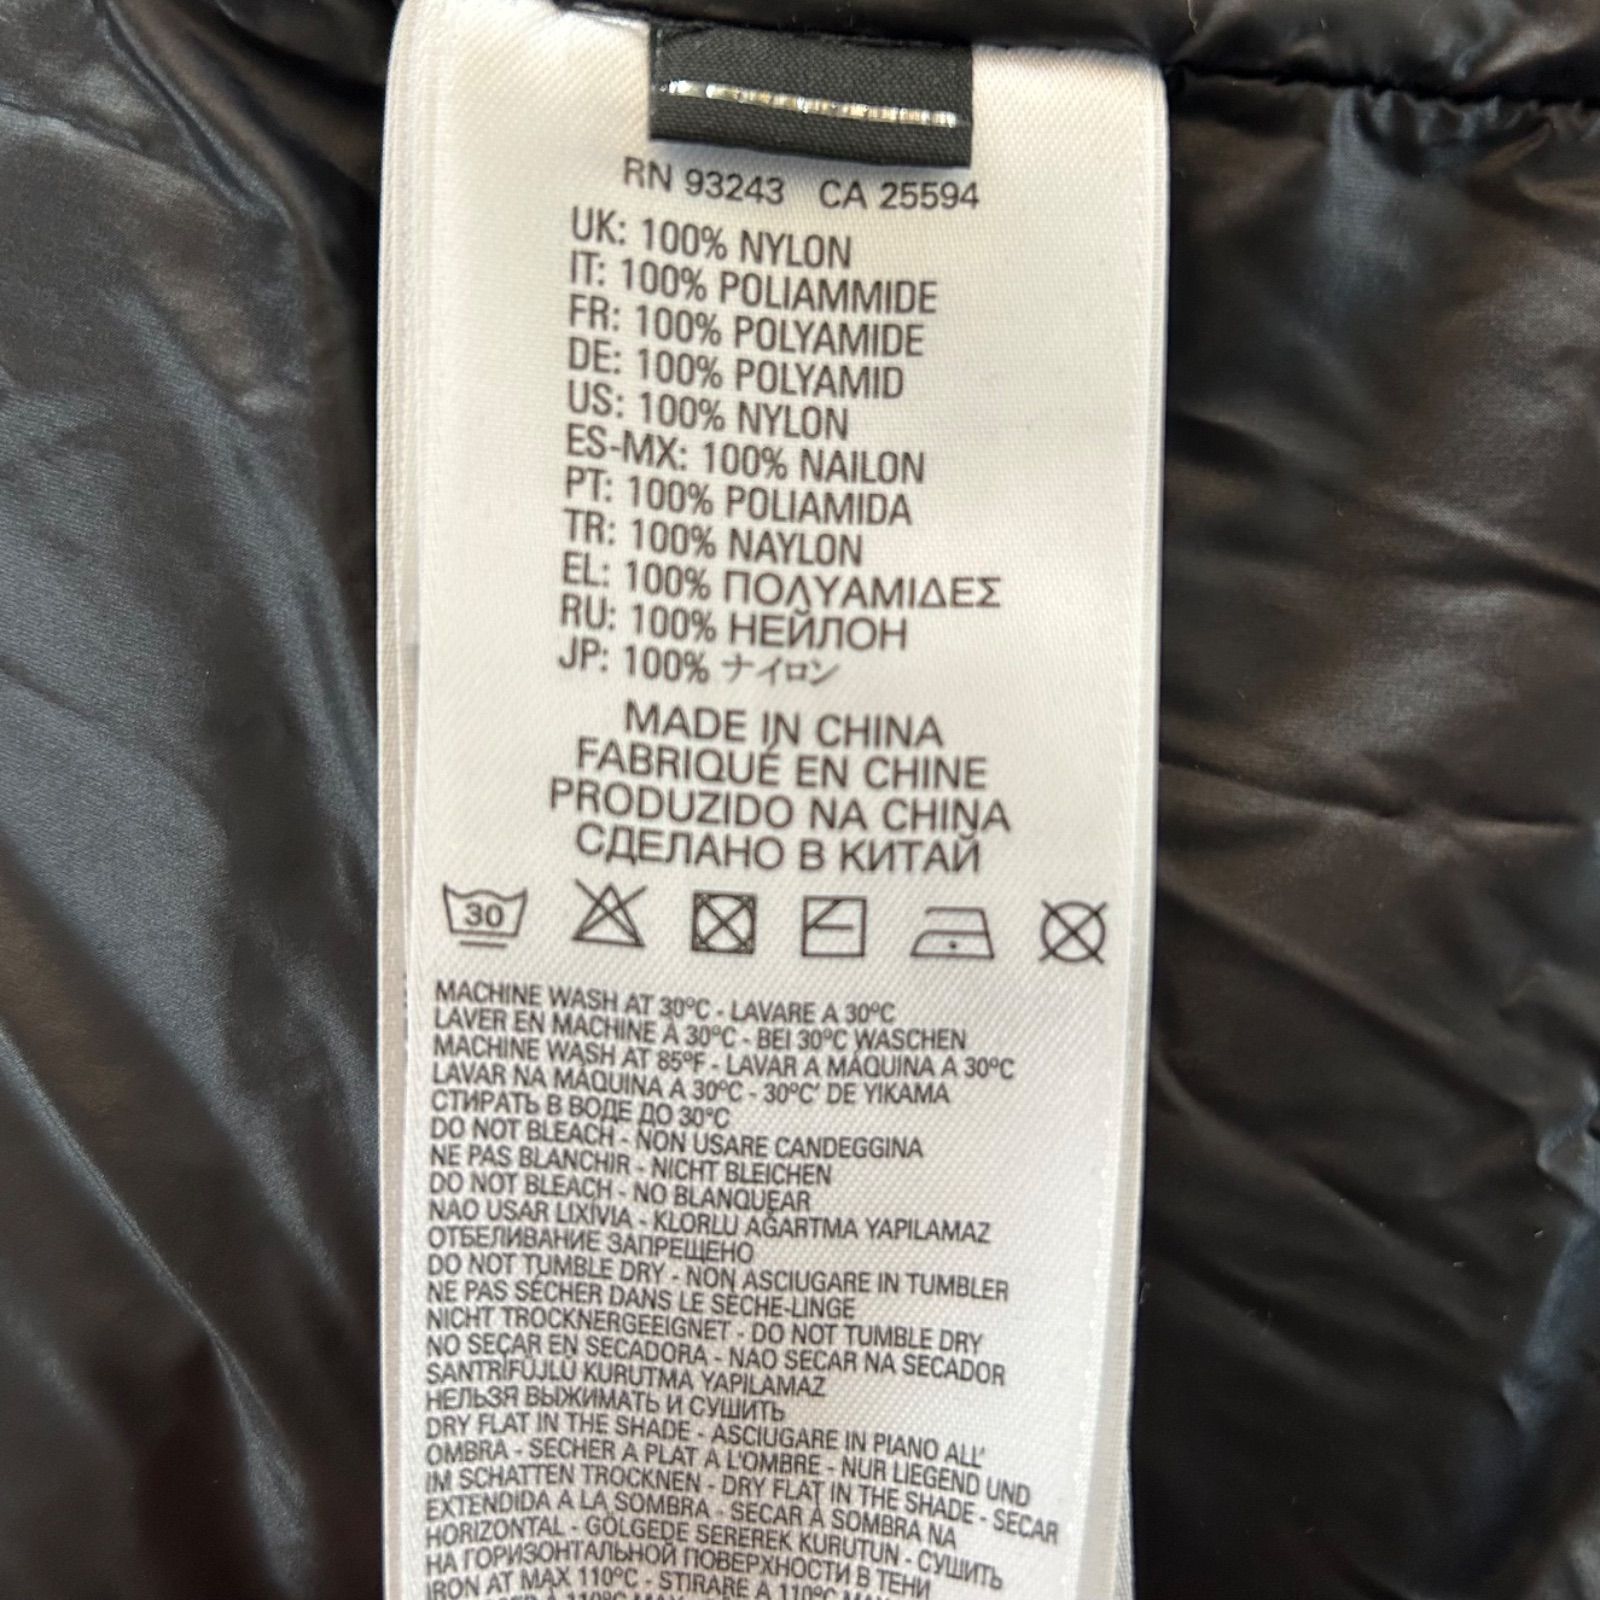 RN 93243 CA 25594
UK: 100% NYLON
IT: 100% POLIAMMIDE
FR: 100% POLYAMIDE
DE: 100% POLYAMID
US: 100% NYLON
ES-MX: 100% NAILON
PT: 100% POLIAMIDA
TR: 100% NAYLON
EL: 100% ΠΟΛΥΑΜΙΔΕΣ
RU: 100% НЕЙЛОН
JP: 100% ナイロン
MADE IN CHINA
FABRIQUÉ EN CHINE
PRODUZIDO NA CHINA
СДЕЛАНО В КИТАЙ
30
MACHINE WASH AT 30°C - LAVARE A 30°C
LAVER EN MACHINE À 30°C - BEI 30°C WASCHEN
MACHINE WASH AT 85°F - LAVAR A MÁQUINA A 30°C
LAVAR NA MÁQUINA A 30°C - 30°C' DE YIKAMA
СТИРАТЬ В ВОДЕ ДО 30°C
DO NOT BLEACH - NON USARE CANDEGGINA
NE PAS BLANCHIR - NICHT BLEICHEN
DO NOT BLEACH - NO BLANQUEAR
NAO USAR LIXÍVIA - KLORLU AĞARTMA YAPILAMAZ
ОТБЕЛИВАНИЕ ЗАПРЕЩЕНО
DO NOT TUMBLE DRY - NON ASCIUGARE IN TUMBLER
NE PAS SÉCHER DANS LE SÈCHE-LINGE
NICHT TROCKNERGEEIGNET - DO NOT TUMBLE DRY
NO SECAR EN SECADORA - NAO SECAR NA SECADOR
SANTRİFÜJLÜ KURUTMA YAPILAMAZ
НЕЛЬЗЯ ВЫЖИМАТЬ И СУШИТЬ
DRY FLAT IN THE SHADE - ASCIUGARE IN PIANO ALL'
OMBRA - SÉCHER À PLAT À L'OMBRE - NUR LIEGEND UND
IM SCHATTEN TROCKNEN - DRY FLAT IN THE SHADE - SECAR
EXTENDIDA A LA SOMBRA - SECAR À SOMBRA NA
HORIZONTAL - GÖLGEDE SEREREK KURUTUN - СУШИТЬ
НА ГОРИЗОНТАЛЬНОЙ ПОВЕРХНОСТИ В ТЕНИ
IRON AT MAX 110°C - STIRARE A 110°C